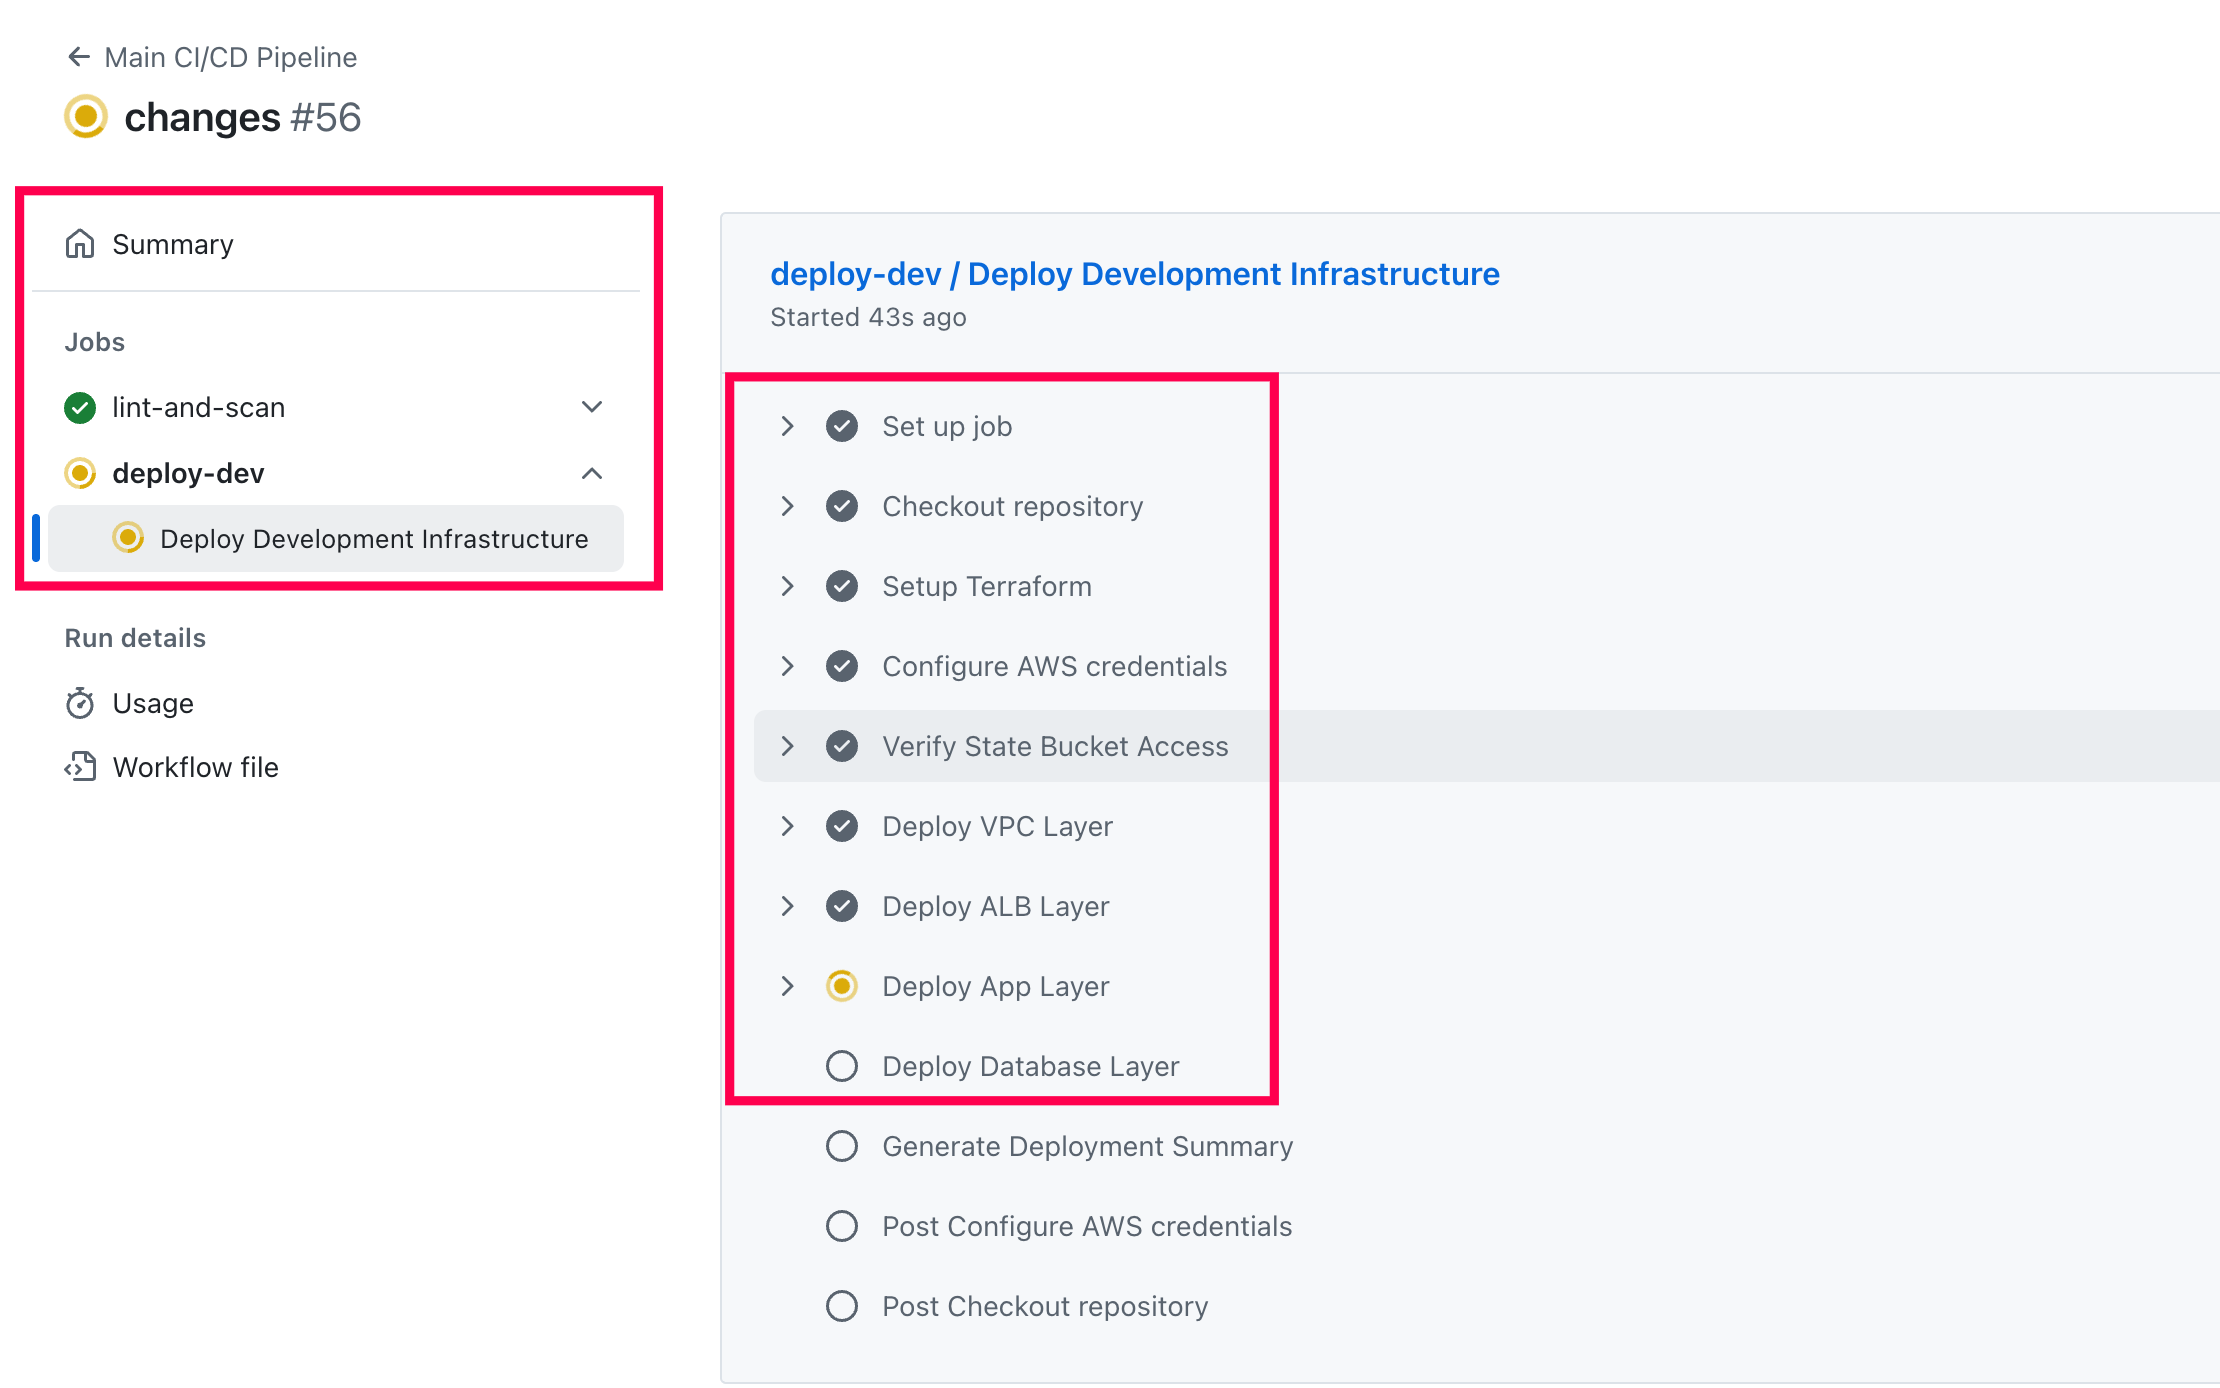 Main CI/CD Pipeline
changes #56
Summary
Jobs
lint-and-scan
deploy-dev
Deploy Development Infrastructure
Run details
Usage
Workflow file
deploy-dev / Deploy Development Infrastructure
Started 43s ago
Set up job
Checkout repository
Setup Terraform
Configure AWS credentials
Verify State Bucket Access
Deploy VPC Layer
Deploy ALB Layer
Deploy App Layer
Deploy Database Layer
Generate Deployment Summary
Post Configure AWS credentials
Post Checkout repository